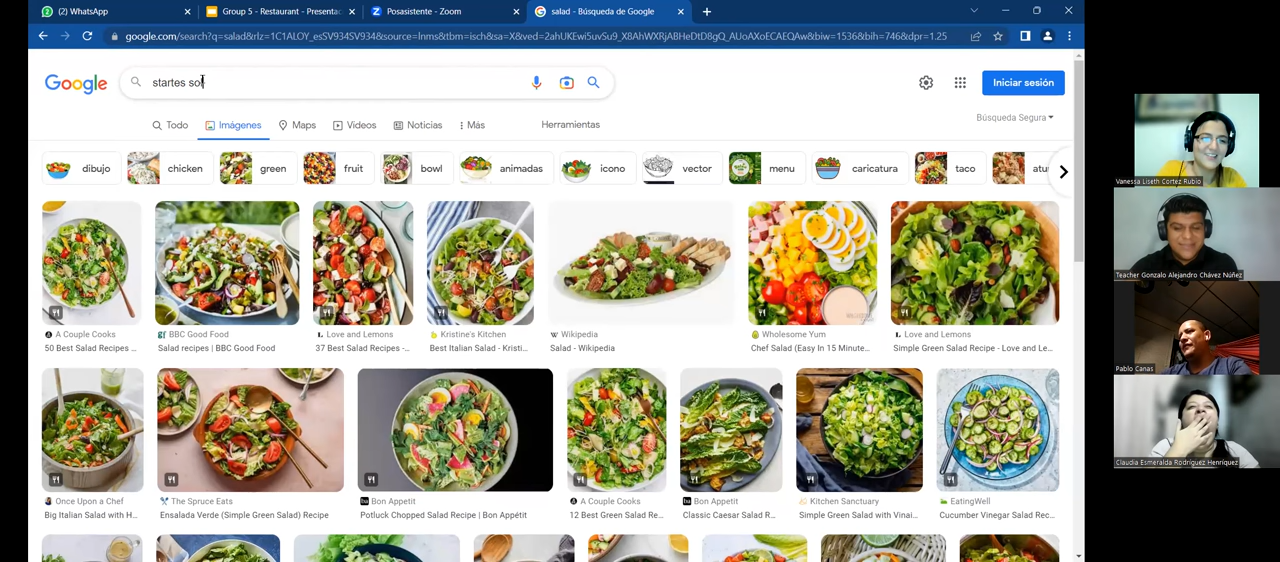 (2) WhatsApp
Group 5 - Restaurant - Presentac
Posasistente - Zoom
salad - Búsqueda de Google
google.com/search?q=salad&rlz=1C1ALOY_esSV934SV934&source=lnms&tbm=isch&sa=X&ved=2ahUKEwi5uvSu9_X8AhWXRjABHeDtD8gQ_AUoAXoECAEQAw&biw=1536&bih=746&dpr=1.25
Google
startes sol
Iniciar sesión
Todo
Imágenes
Maps
Videos
Noticias
Más
Herramientas
Búsqueda Segura
dibujo
chicken
green
fruit
bowl
animadas
icono
vector
menu
caricatura
taco
atu
A Couple Cooks
50 Best Salad Recipes ...
BBC Good Food
Salad recipes | BBC Good Food
Love and Lemons
37 Best Salad Recipes -...
Kristine's Kitchen
Best Italian Salad - Kristi...
Wikipedia
Salad - Wikipedia
Wholesome Yum
Chef Salad (Easy In 15 Minute...
Love and Lemons
Simple Green Salad Recipe - Love and Le...
Once Upon a Chef
Big Italian Salad with H...
The Spruce Eats
Ensalada Verde (Simple Green Salad) Recipe
Bon Appetit
Potluck Chopped Salad Recipe | Bon Appétit
A Couple Cooks
12 Best Green Salad Re...
Bon Appetit
Classic Caesar Salad R...
Kitchen Sanctuary
Simple Green Salad with Vinai...
EatingWell
Cucumber Vinegar Salad Rec...
Vanessa Liseth Cortez Rubio
Teacher Gonzalo Alejandro Chávez Núñez
Pablo Canas
Claudia Esmeralda Rodríguez Henríquez